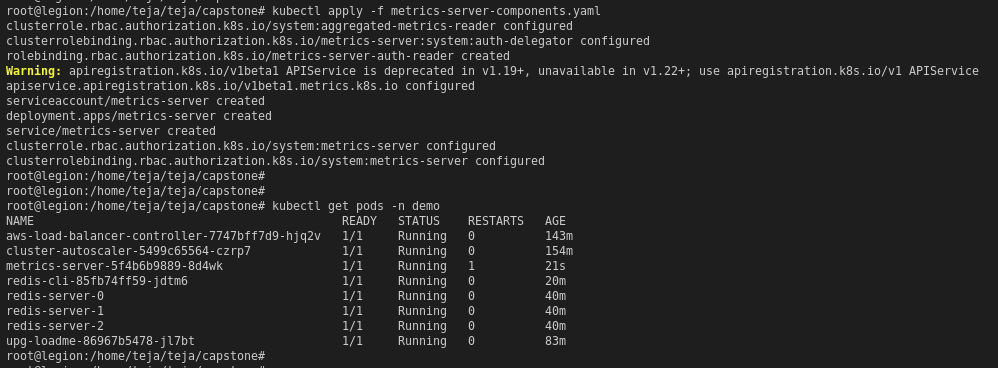 root@legion:/home/teja/teja/capstone# kubectl apply -f metrics-server-components.yaml
clusterrole.rbac.authorization.k8s.io/system:aggregated-metrics-reader configured
clusterrolebinding.rbac.authorization.k8s.io/metrics-server:system:auth-delegator configured
rolebinding.rbac.authorization.k8s.io/metrics-server-auth-reader created
Warning: apiregistration.k8s.io/v1beta1 APIService is deprecated in v1.19+, unavailable in v1.22+; use apiregistration.k8s.io/v1 APIService
apiservice.apiregistration.k8s.io/v1beta1.metrics.k8s.io configured
serviceaccount/metrics-server created
deployment.apps/metrics-server created
service/metrics-server created
clusterrole.rbac.authorization.k8s.io/system:metrics-server configured
clusterrolebinding.rbac.authorization.k8s.io/system:metrics-server configured
root@legion:/home/teja/teja/capstone#
root@legion:/home/teja/teja/capstone#
root@legion:/home/teja/teja/capstone# kubectl get pods -n demo
NAME READY STATUS RESTARTS AGE
aws-load-balancer-controller-7747bff7d9-hjq2v 1/1 Running 0 143m
cluster-autoscaler-5499c65564-czrp7 1/1 Running 0 154m
metrics-server-5f4b6b9889-8d4wk 1/1 Running 1 21s
redis-cli-85fb74ff59-jdtm6 1/1 Running 0 20m
redis-server-0 1/1 Running 0 40m
redis-server-1 1/1 Running 0 40m
redis-server-2 1/1 Running 0 40m
upg-loadme-86967b5478-jl7bt 1/1 Running 0 83m
root@legion:/home/teja/teja/capstone#